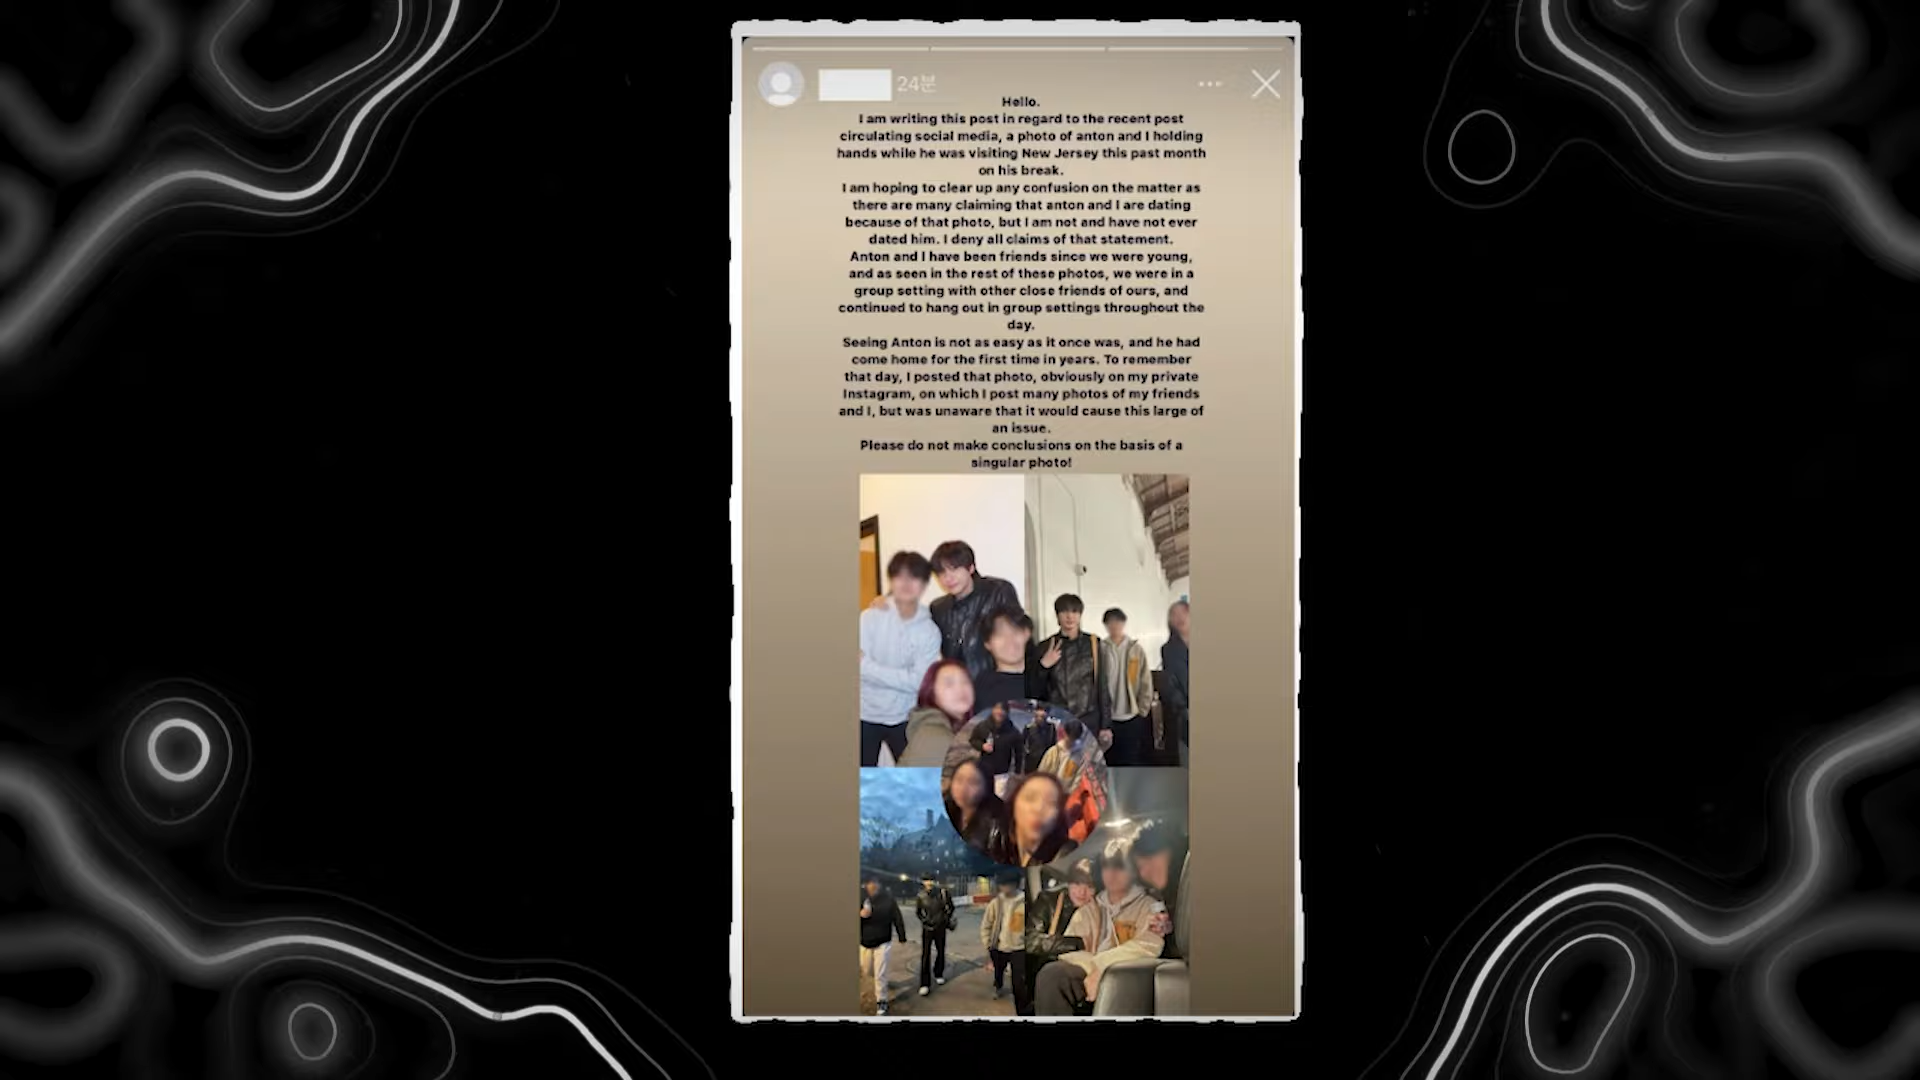 24분
Hello.
I am writing this post in regard to the recent post
circulating social media, a photo of anton and I holding
hands while he was visiting New Jersey this past month
on his break.
I am hoping to clear up any confusion on the matter as
there are many claiming that anton and I are dating
because of that photo, but I am not and have not ever
dated him. I deny all claims of that statement.
Anton and I have been friends since we were young,
and as seen in the rest of these photos, we were in a
group setting with other close friends of ours, and
continued to hang out in group settings throughout the
day.
Seeing Anton is not as easy as it once was, and he had
come home for the first time in years. To remember
that day, I posted that photo, obviously on my private
Instagram, on which I post many photos of my friends
and I, but was unaware that it would cause this large of
an issue.
Please do not make conclusions on the basis of a
singular photo!